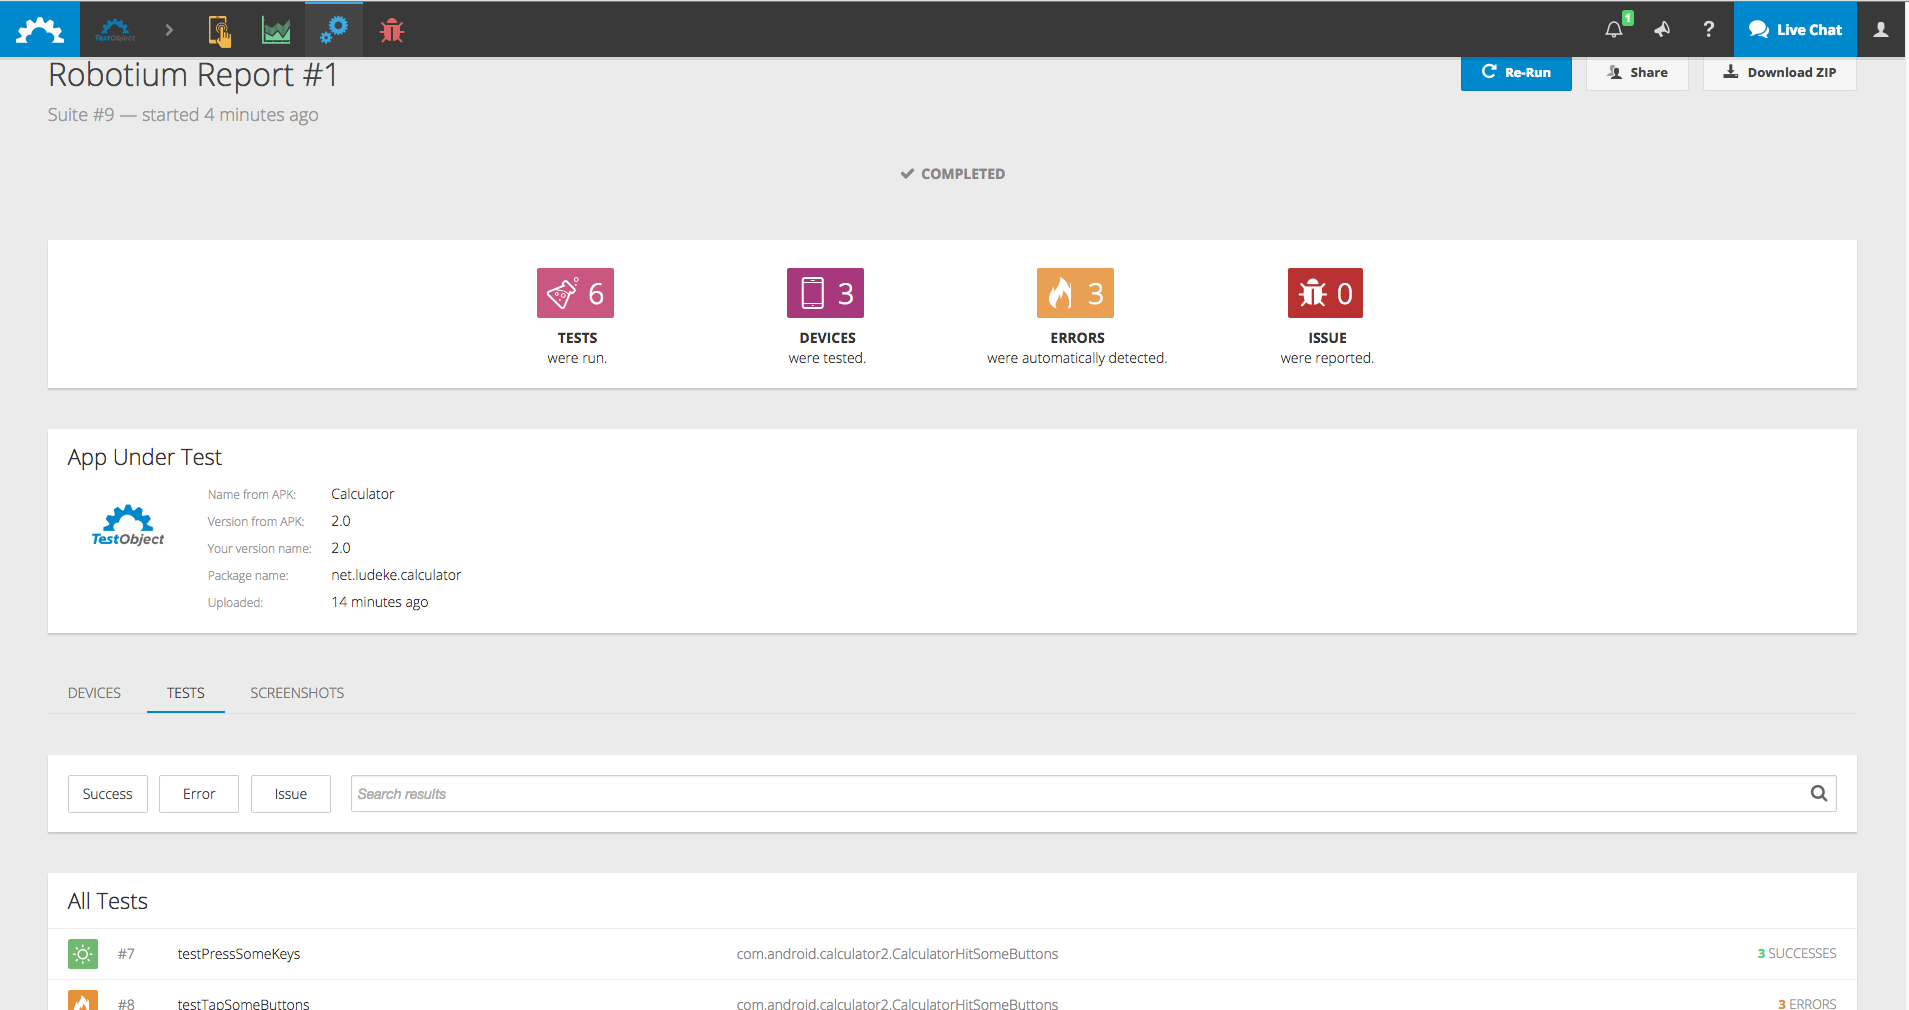 TestObject
1
Live Chat
Robotium Report #1
Re-Run
Share
Download ZIP
Suite #9 — started 4 minutes ago
COMPLETED
6
3
3
0
TESTS
DEVICES
ERRORS
ISSUE
were run.
were tested.
were automatically detected.
were reported.
App Under Test
TestObject
Name from APK: Calculator
Version from APK: 2.0
Your version name: 2.0
Package name: net.ludeke.calculator
Uploaded: 14 minutes ago
DEVICES
TESTS
SCREENSHOTS
Success
Error
Issue
Search results
All Tests
#7 testPressSomeKeys com.android.calculator2.CalculatorHitSomeButtons 3 SUCCESSES
#8 testTapSomeButtons com.android.calculator2.CalculatorHitSomeButtons 3 ERRORS